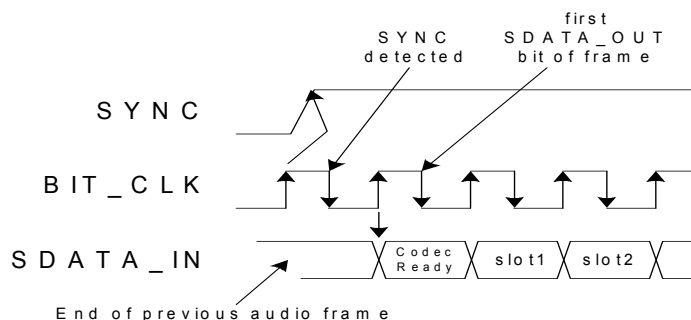 SYNC
detected
first
SDATA_OUT
bit of frame
SYNC
BIT_CLK
SDATA_IN
Codec
Ready
slot1
slot2
End of previous audio frame